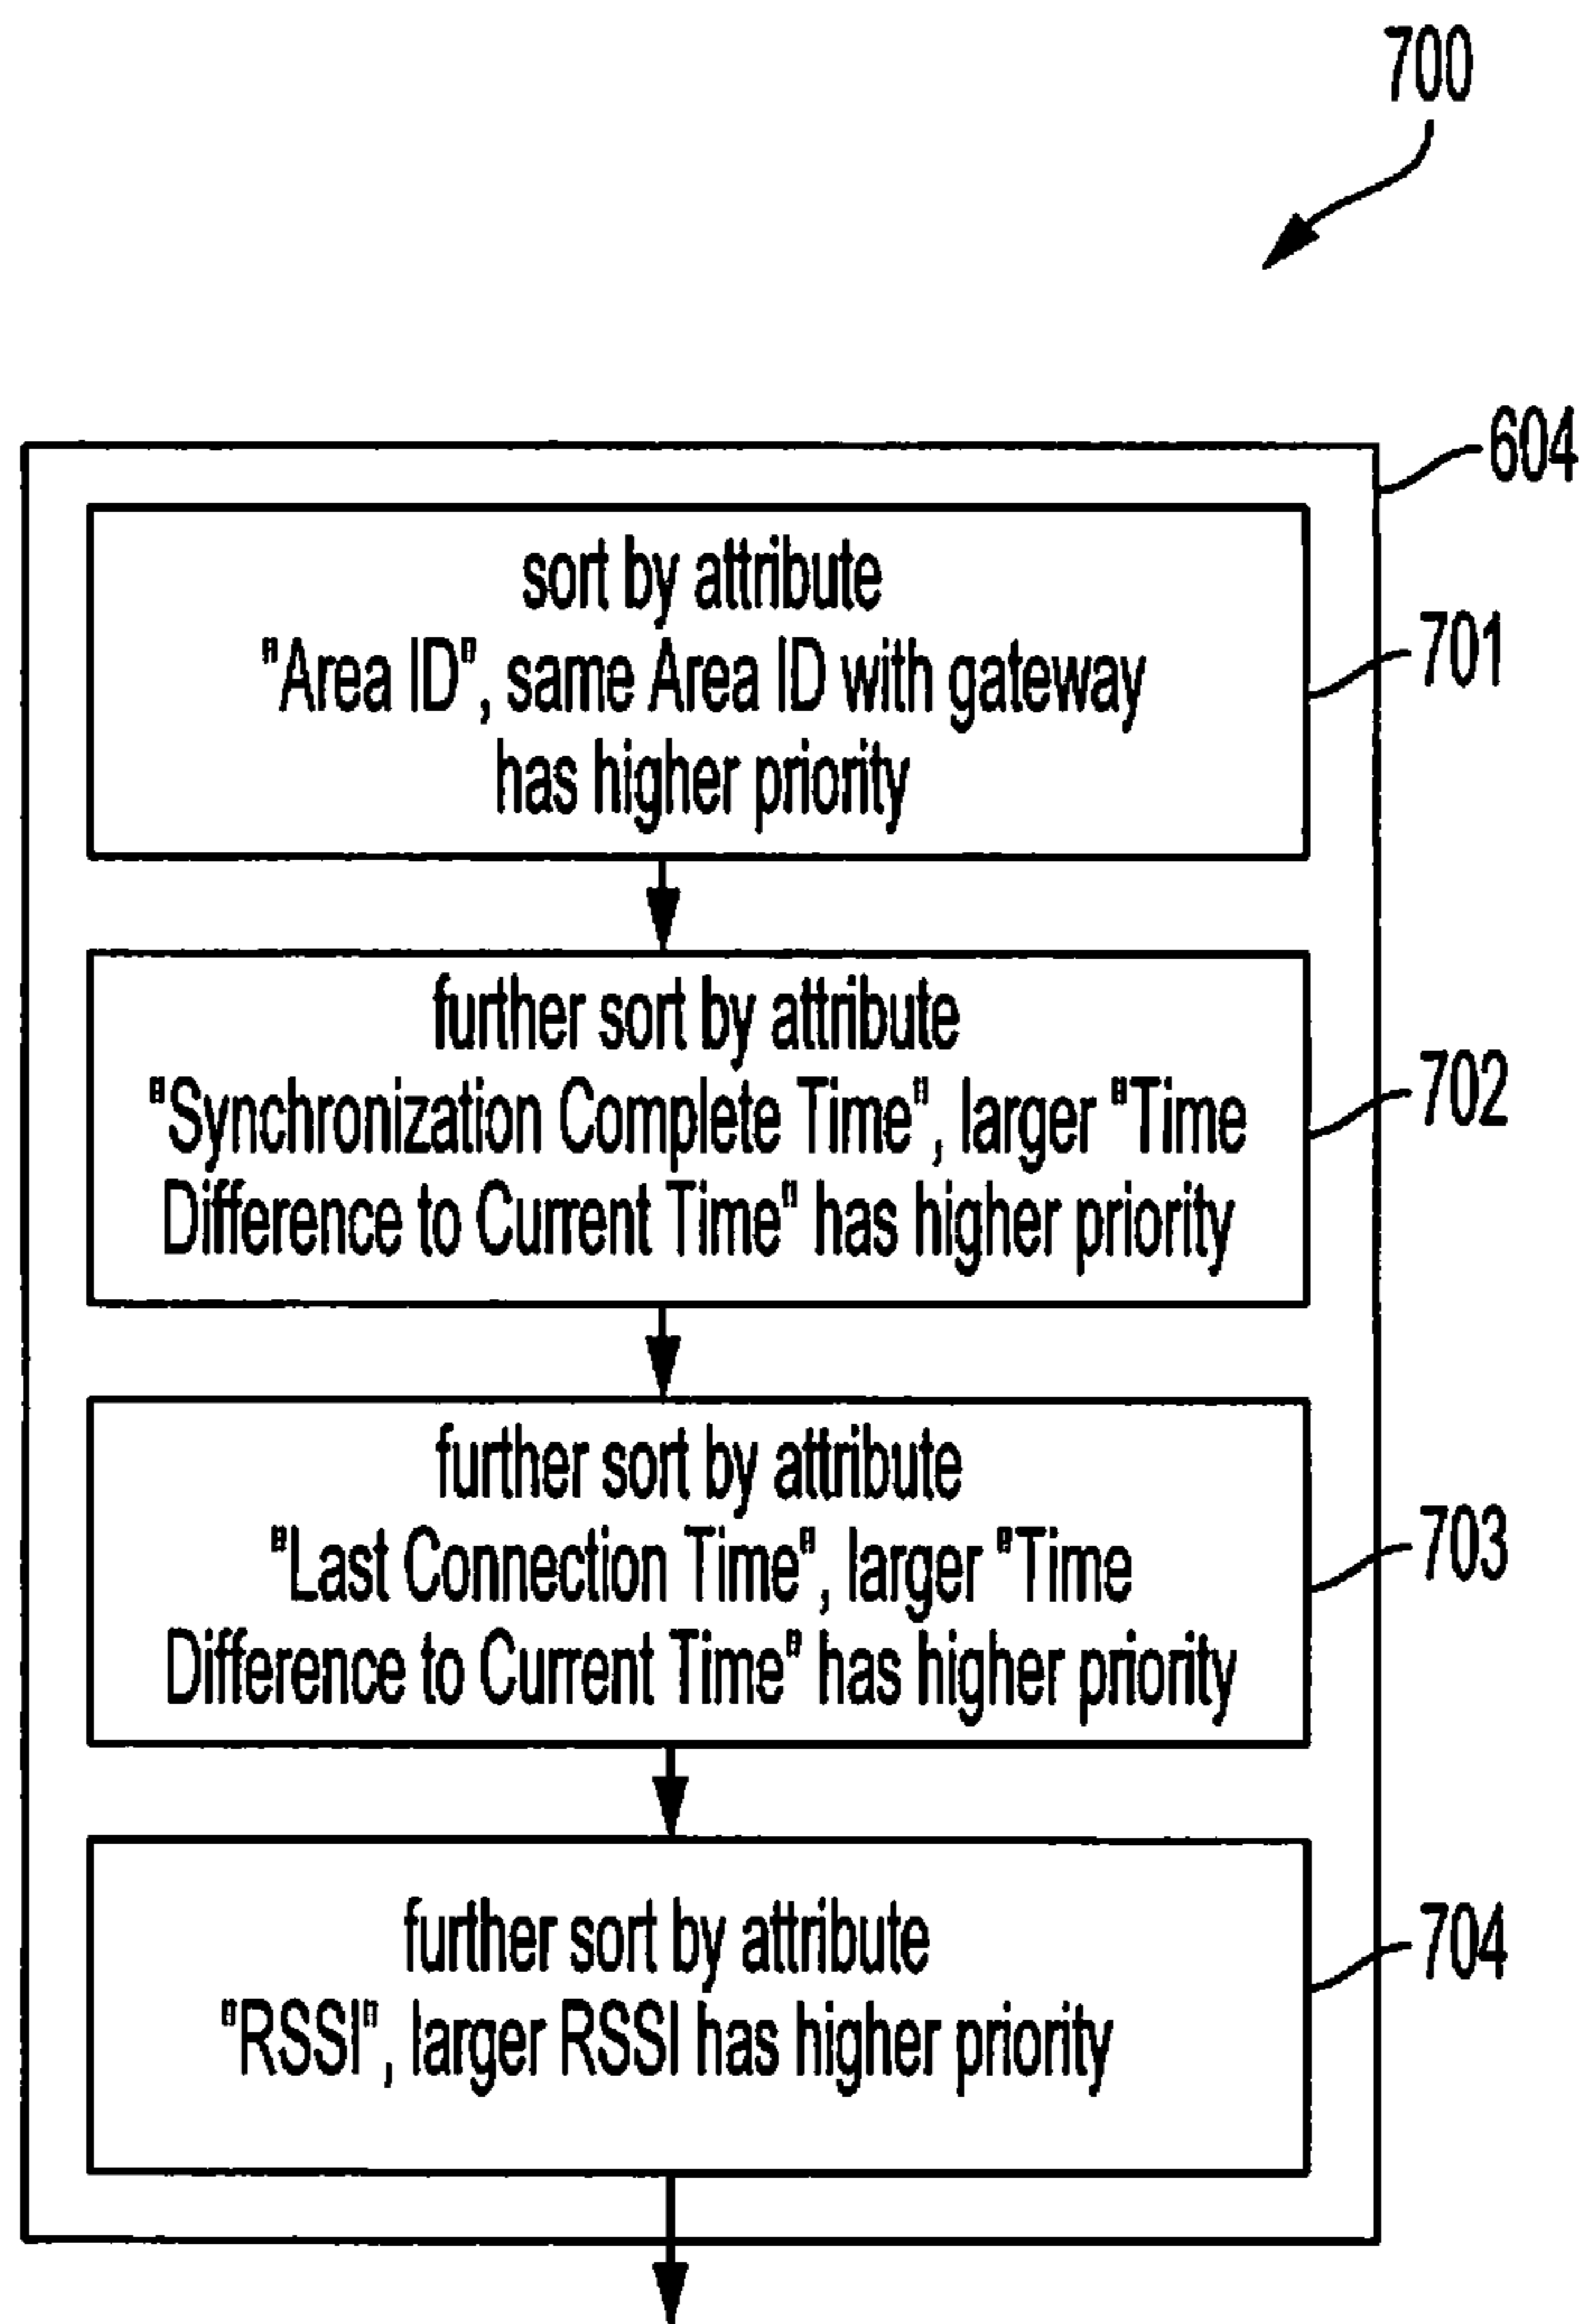 700
604
sort by attribute
"Area ID", same Area ID with gateway
has higher priority
701
further sort by attribute
"Synchronization Complete Time", larger "Time
Difference to Current Time" has higher priority
702
further sort by attribute
"Last Connection Time", larger "Time
Difference to Current Time" has higher priority
703
further sort by attribute
"RSSI", larger RSSI has higher priority
704